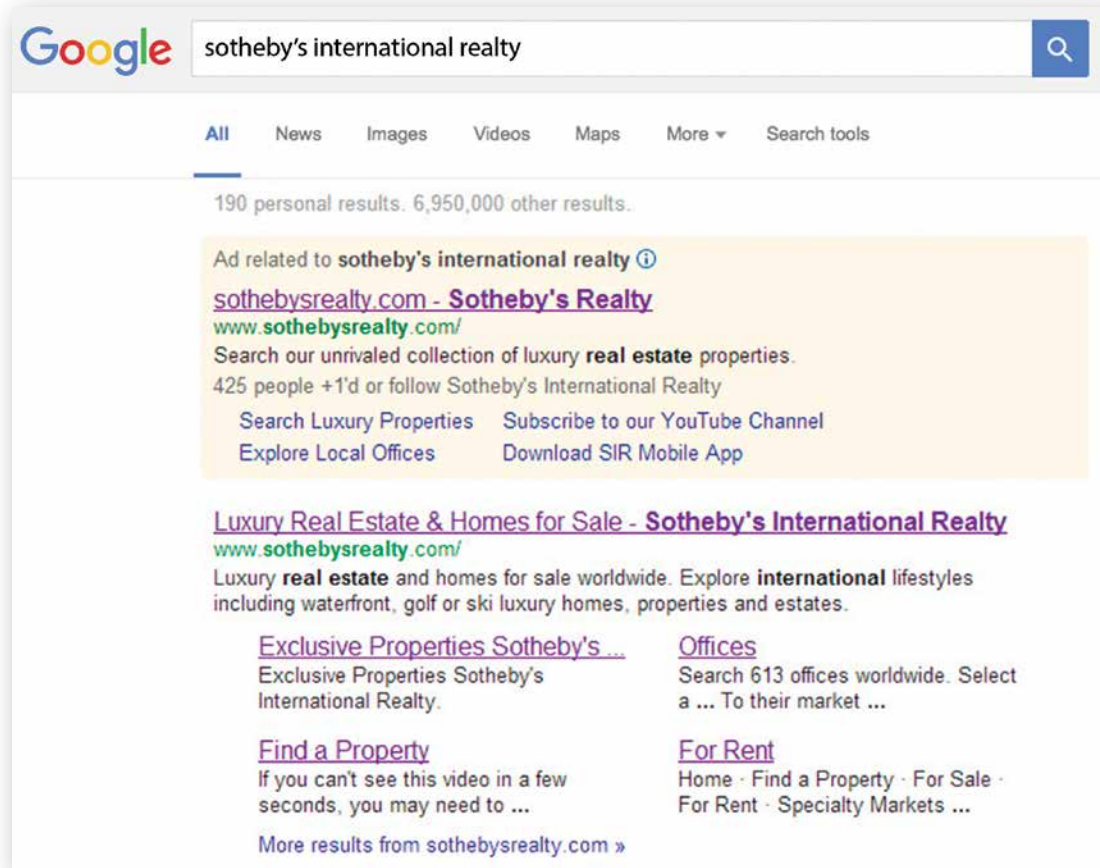 Google
sotheby's international realty
All News Images Videos Maps More Search tools
190 personal results. 6,950,000 other results.
Ad related to sotheby's international realty
sothebysrealty.com - Sotheby's Realty
www.sothebysrealty.com/
Search our unrivaled collection of luxury real estate properties.
425 people +1'd or follow Sotheby's International Realty
Search Luxury Properties Subscribe to our YouTube Channel
Explore Local Offices Download SIR Mobile App
Luxury Real Estate & Homes for Sale - Sotheby's International Realty
www.sothebysrealty.com/
Luxury real estate and homes for sale worldwide. Explore international lifestyles
including waterfront, golf or ski luxury homes, properties and estates.
Exclusive Properties Sotheby's ...
Exclusive Properties Sotheby's
International Realty.
Offices
Search 613 offices worldwide. Select
a ... To their market ...
Find a Property
If you can't see this video in a few
seconds, you may need to ...
For Rent
Home · Find a Property · For Sale ·
For Rent · Specialty Markets ...
More results from sothebysrealty.com »